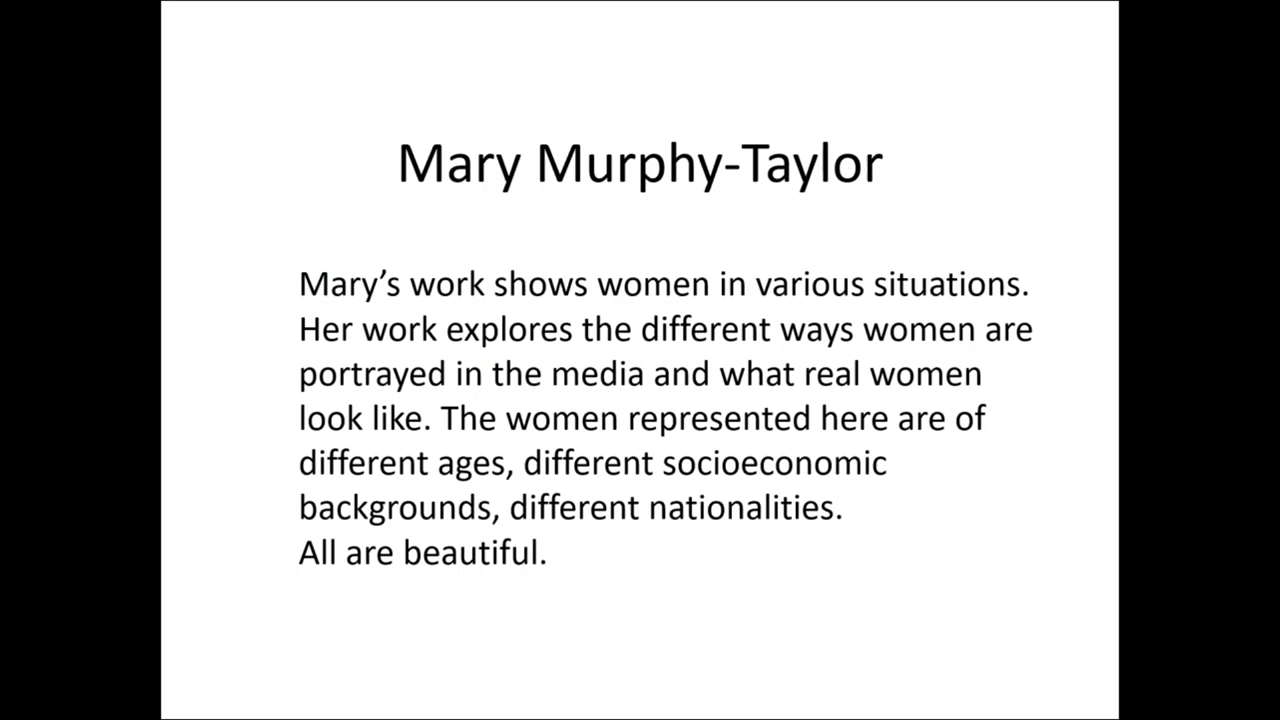 Mary Murphy-Taylor
Mary’s work shows women in various situations.
Her work explores the different ways women are
portrayed in the media and what real women
look like. The women represented here are of
different ages, different socioeconomic
backgrounds, different nationalities.
All are beautiful.